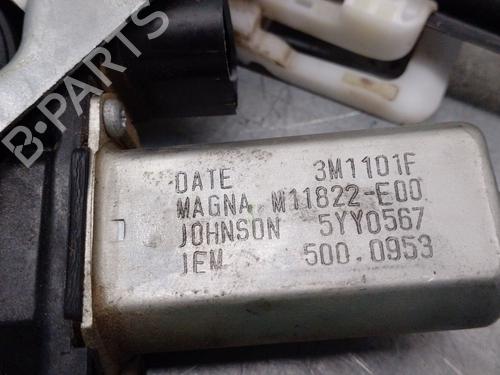 B-PARTS
DATE 3M1101F
MAGNA M11822-E00
JOHNSON 5YY0567
IEM 500.0953